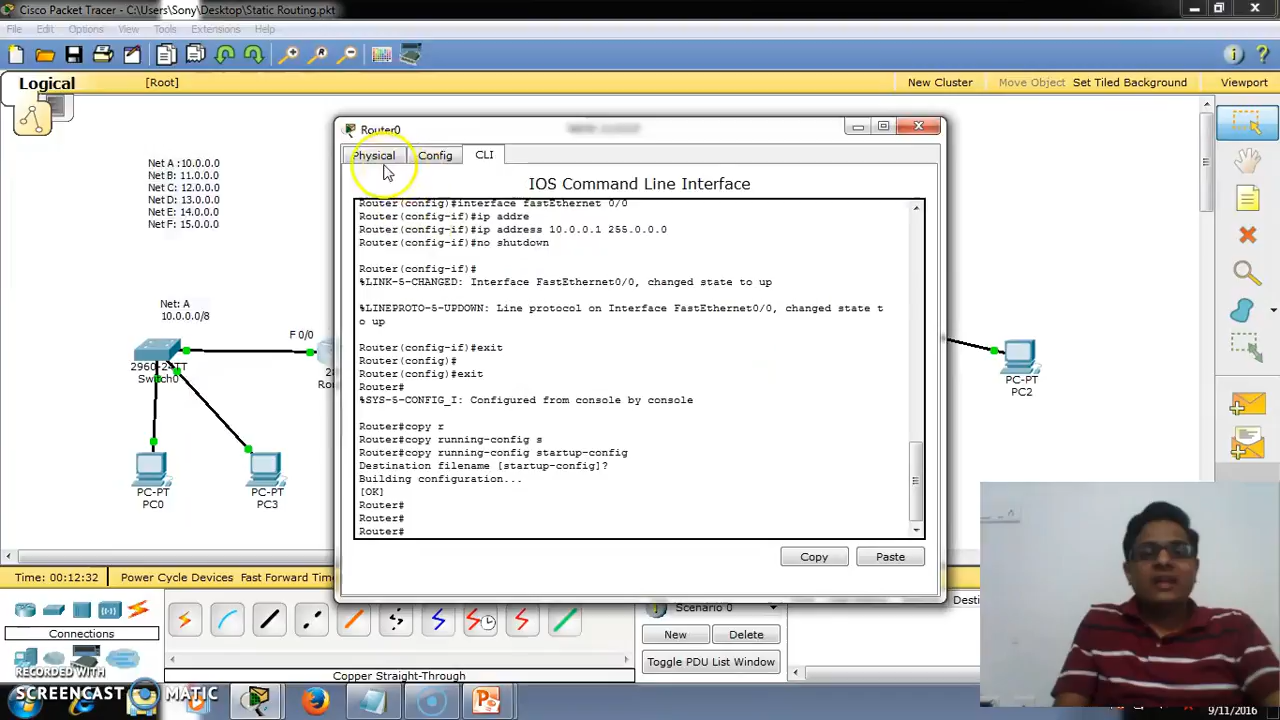 Cisco Packet Tracer - C:\Users\Sony\Desktop\Static Routing.pkt
File Edit Options View Tools Extensions Help
Logical
[Root]
New Cluster
Move Object
Set Tiled Background
Viewport
Net A :10.0.0.0
Net B: 11.0.0.0
Net C: 12.0.0.0
Net D: 13.0.0.0
Net E: 14.0.0.0
Net F: 15.0.0.0
Net: A
10.0.0.0/8
F 0/0
2960-24TT
Switch0
PC-PT
PC0
PC-PT
PC3
PC-PT
PC2
Router0
Physical
Config
CLI
IOS Command Line Interface
Router(config)#interface fastEthernet 0/0
Router(config-if)#ip addre
Router(config-if)#ip address 10.0.0.1 255.0.0.0
Router(config-if)#no shutdown
Router(config-if)#
%LINK-5-CHANGED: Interface FastEthernet0/0, changed state to up
%LINEPROTO-5-UPDOWN: Line protocol on Interface FastEthernet0/0, changed state t
o up
Router(config-if)#exit
Router(config)#
Router(config)#exit
Router#
%SYS-5-CONFIG_I: Configured from console by console
Router#copy r
Router#copy running-config s
Router#copy running-config startup-config
Destination filename [startup-config]?
Building configuration...
[OK]
Router#
Router#
Router#
Copy
Paste
Time: 00:12:32
Power Cycle Devices
Fast Forward Time
Scenario 0
New
Delete
Toggle PDU List Window
Connections
Copper Straight-Through
RECORDED WITH
SCREENCAST MATIC
9/11/2016